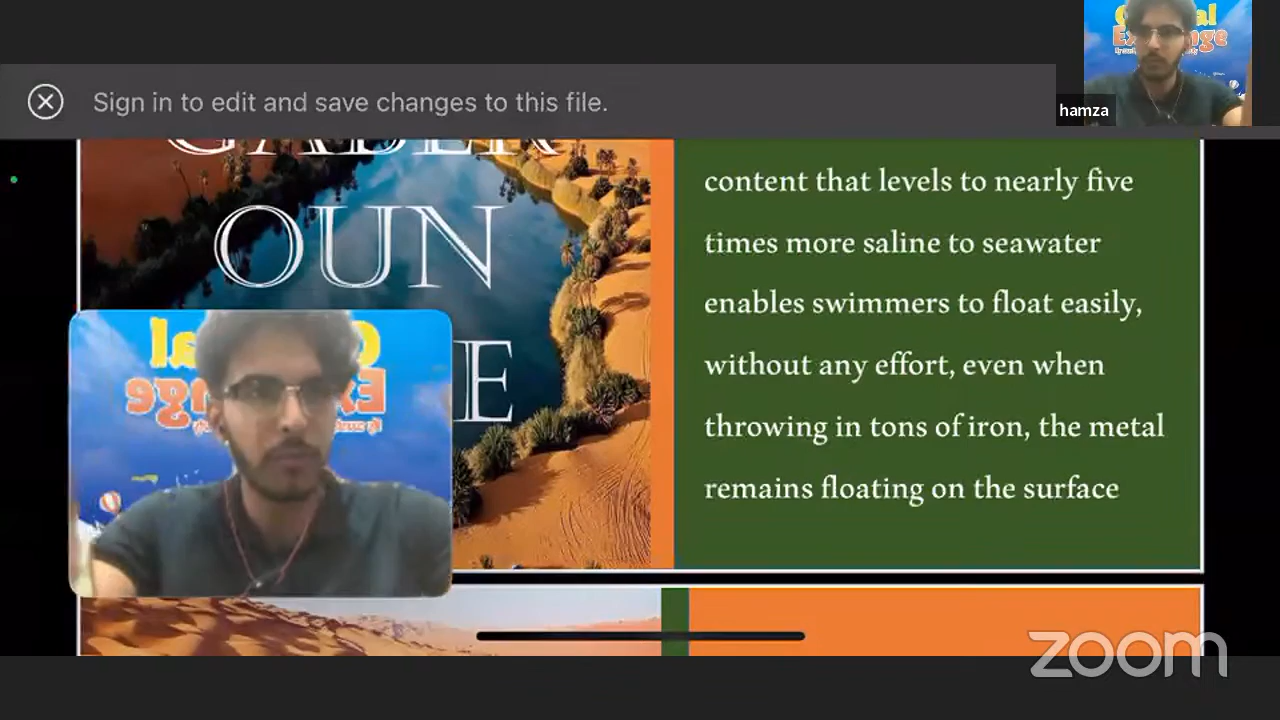 Sign in to edit and save changes to this file.
hamza
OUN
E
content that levels to nearly five
times more saline to seawater
enables swimmers to float easily,
without any effort, even when
throwing in tons of iron, the metal
remains floating on the surface
zoom